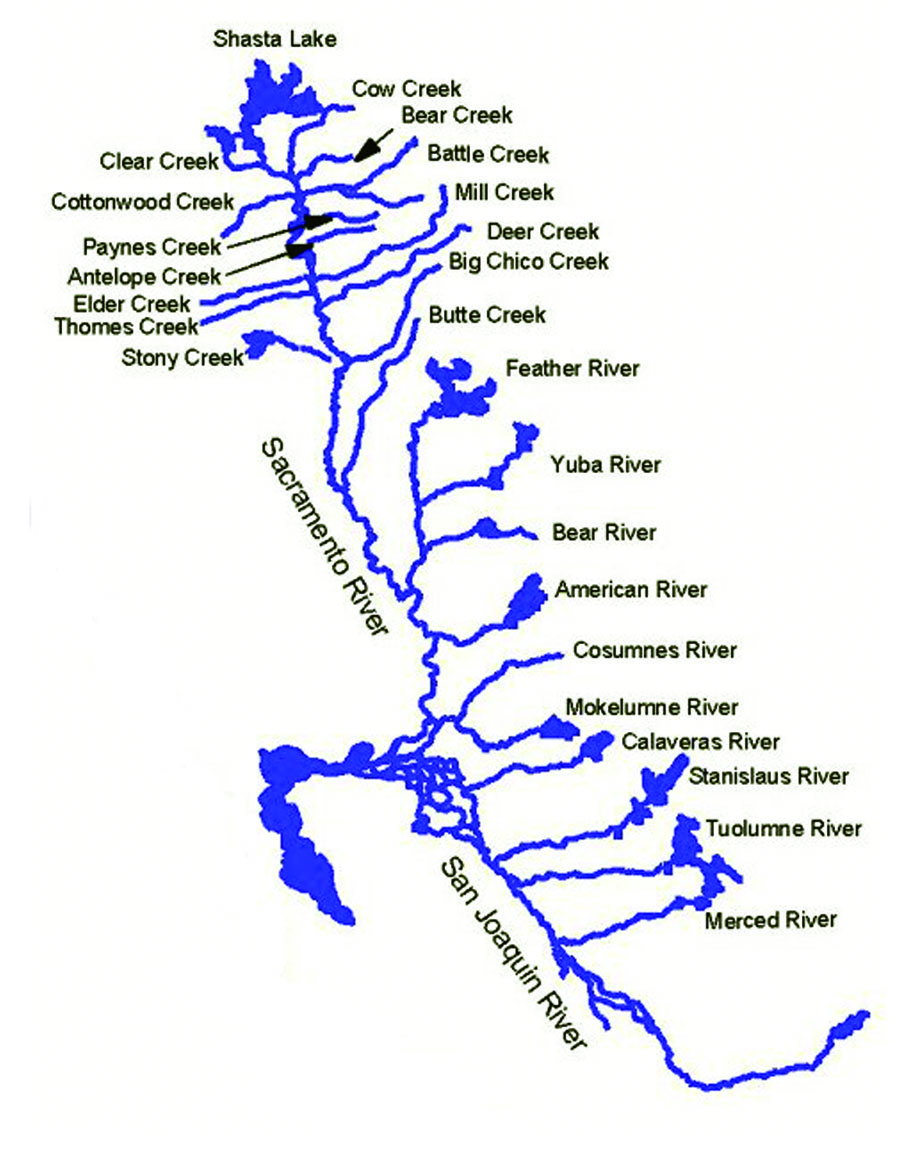 Shasta Lake
Cow Creek
Bear Creek
Battle Creek
Clear Creek
Mill Creek
Cottonwood Creek
Deer Creek
Paynes Creek
Big Chico Creek
Antelope Creek
Elder Creek
Thomes Creek
Butte Creek
Stony Creek
Feather River
Sacramento River
Yuba River
Bear River
American River
Cosumnes River
Mokelumne River
Calaveras River
Stanislaus River
Tuolumne River
San Joaquin River
Merced River